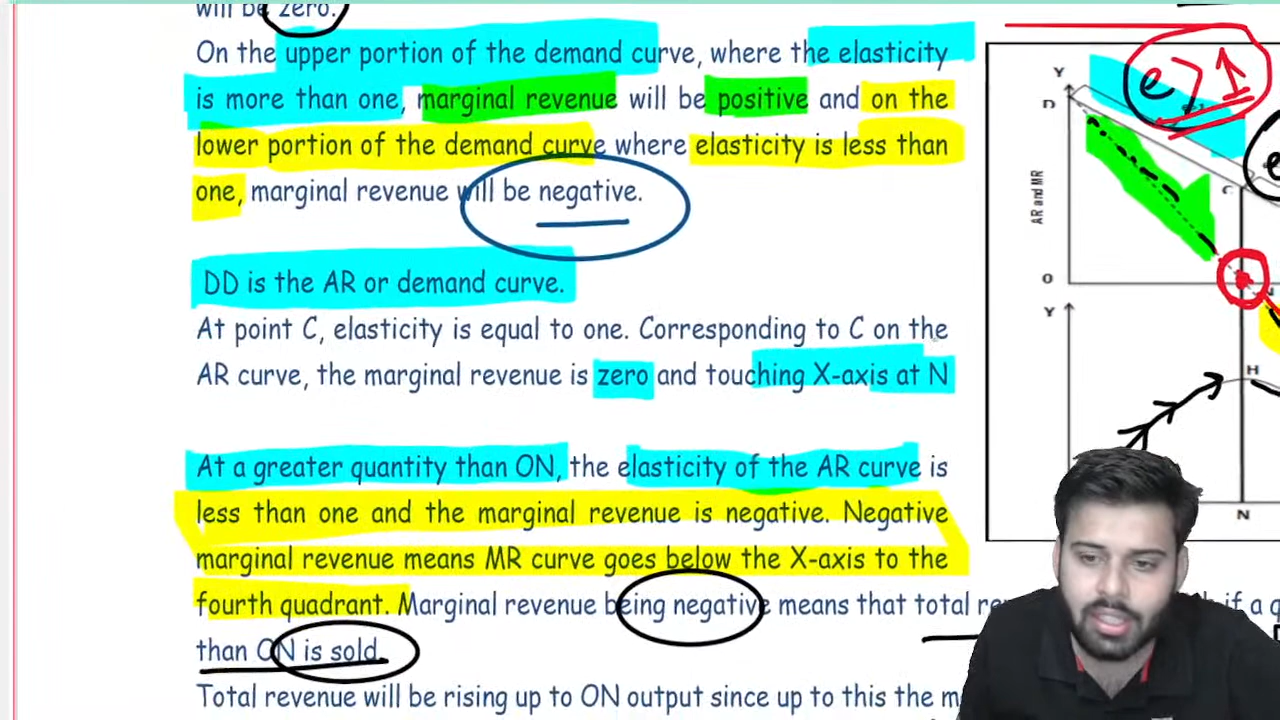 will be zero.
On the upper portion of the demand curve, where the elasticity
is more than one, marginal revenue will be positive and on the
lower portion of the demand curve where elasticity is less than
one, marginal revenue will be negative.
DD is the AR or demand curve.
At point C, elasticity is equal to one. Corresponding to C on the
AR curve, the marginal revenue is zero and touching X-axis at N
At a greater quantity than ON, the elasticity of the AR curve is
less than one and the marginal revenue is negative. Negative
marginal revenue means MR curve goes below the X-axis to the
fourth quadrant. Marginal revenue being negative means that total if a
than ON is sold.
Total revenue will be rising up to ON output since up to this the
e > 1
Y
D
AR and MR
C
e
O
Y
H
N